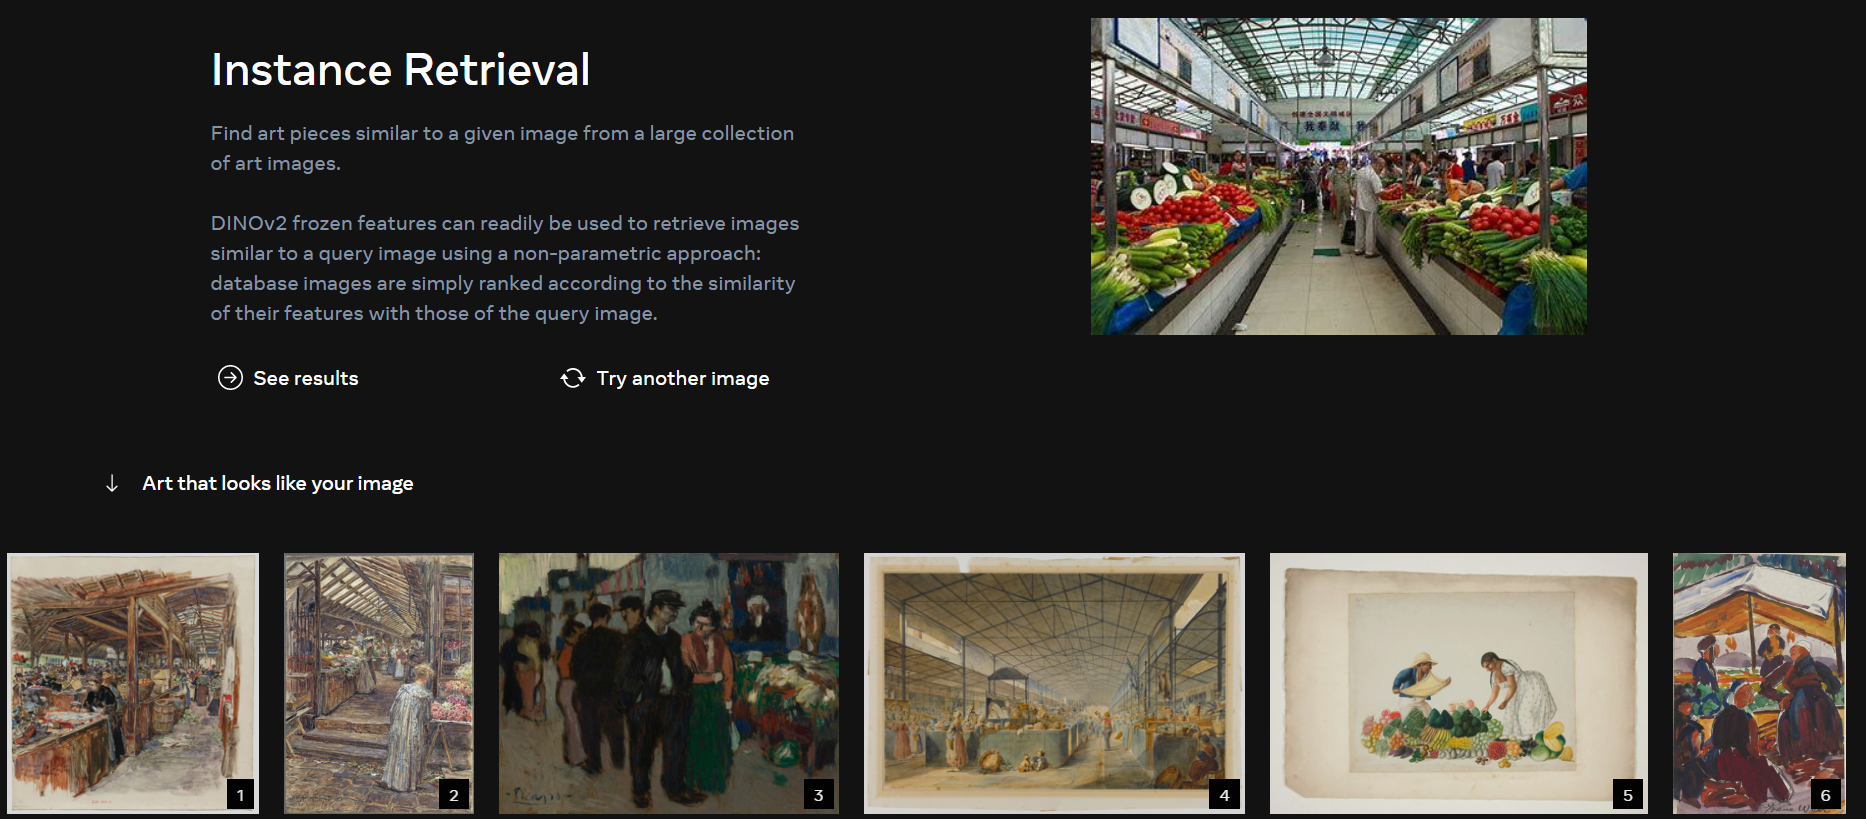 Instance Retrieval
Find art pieces similar to a given image from a large collection
of art images.
DINOv2 frozen features can readily be used to retrieve images
similar to a query image using a non-parametric approach:
database images are simply ranked according to the similarity
of their features with those of the query image.
See results
Try another image
我奉献
Art that looks like your image
1
2
3
4
5
6